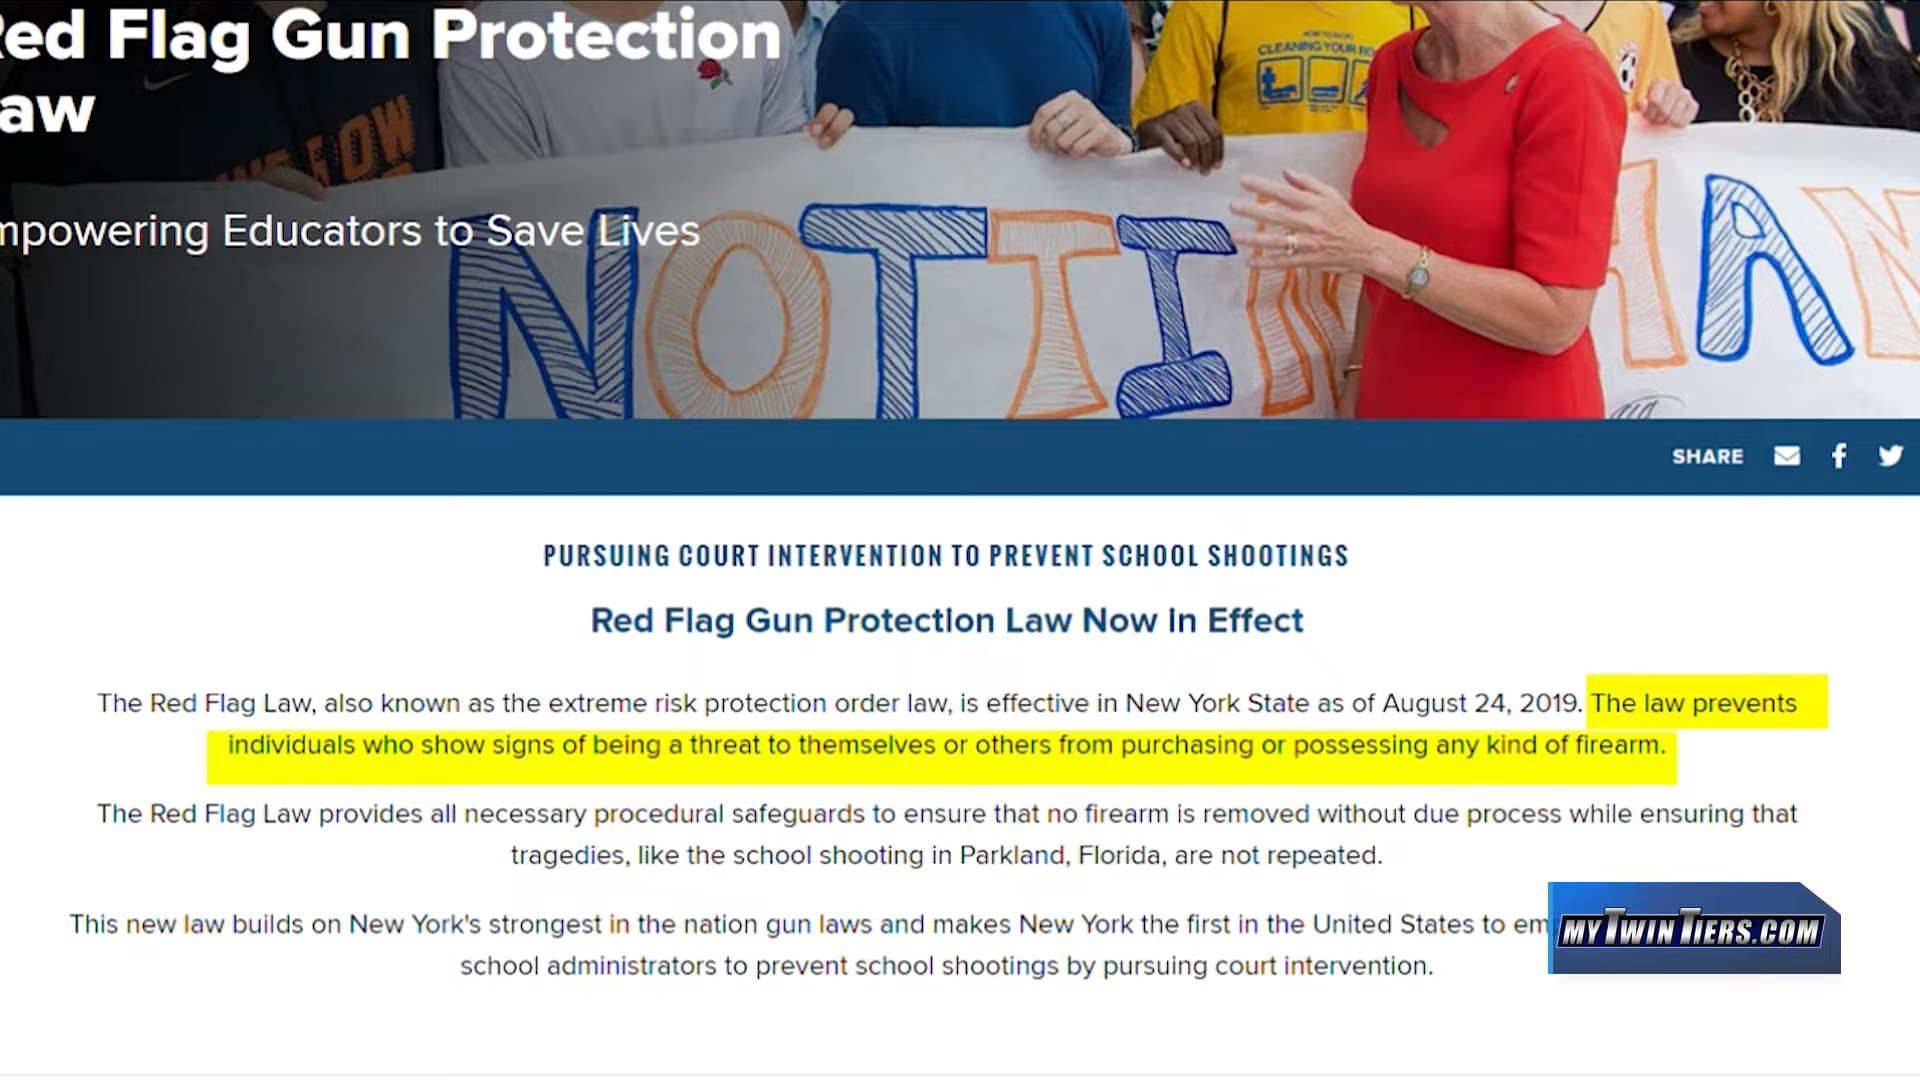 Red Flag Gun Protection
Law
CLEANING YOUR
mpowering Educators to Save Lives
NOTTIN HAN
SHARE
PURSUING COURT INTERVENTION TO PREVENT SCHOOL SHOOTINGS
Red Flag Gun Protection Law Now in Effect
The Red Flag Law, also known as the extreme risk protection order law, is effective in New York State as of August 24, 2019. The law prevents
individuals who show signs of being a threat to themselves or others from purchasing or possessing any kind of firearm.
The Red Flag Law provides all necessary procedural safeguards to ensure that no firearm is removed without due process while ensuring that
tragedies, like the school shooting in Parkland, Florida, are not repeated.
This new law builds on New York's strongest in the nation gun laws and makes New York the first in the United States to em
school administrators to prevent school shootings by pursuing court intervention.
MYTWINTIERS.COM